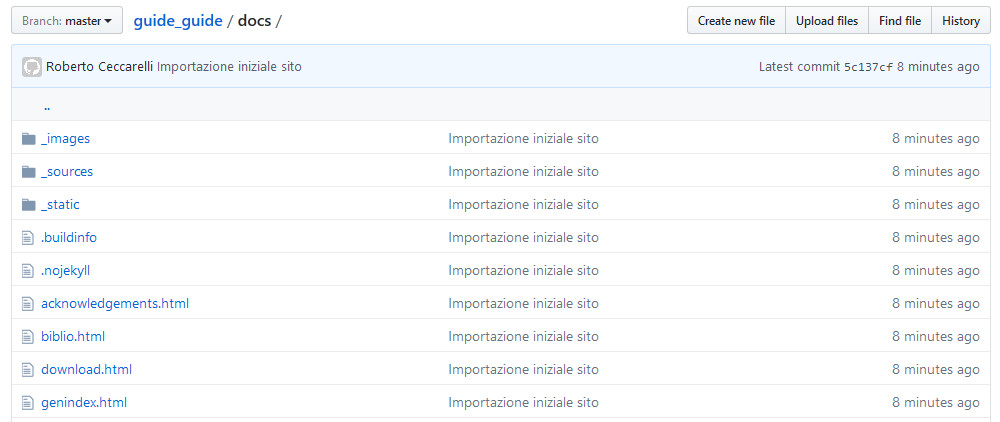 Branch: master guide_guide / docs / Create new file Upload files Find file History
Roberto Ceccarelli Importazione iniziale sito Latest commit 5c137cf 8 minutes ago
..
_images Importazione iniziale sito 8 minutes ago
_sources Importazione iniziale sito 8 minutes ago
_static Importazione iniziale sito 8 minutes ago
.buildinfo Importazione iniziale sito 8 minutes ago
.nojekyll Importazione iniziale sito 8 minutes ago
acknowledgements.html Importazione iniziale sito 8 minutes ago
biblio.html Importazione iniziale sito 8 minutes ago
download.html Importazione iniziale sito 8 minutes ago
genindex.html Importazione iniziale sito 8 minutes ago